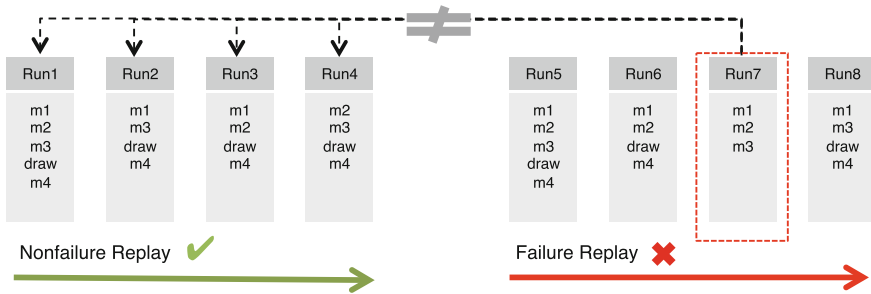 Run1
m1
m2
m3
draw
m4
Run2
m1
m3
draw
m4
Run3
m1
m2
draw
m4
Run4
m2
m3
draw
m4
Run5
m1
m2
m3
draw
m4
Run6
m1
m2
draw
m4
Run7
m1
m2
m3
Run8
m1
m3
draw
m4
Nonfailure Replay
Failure Replay